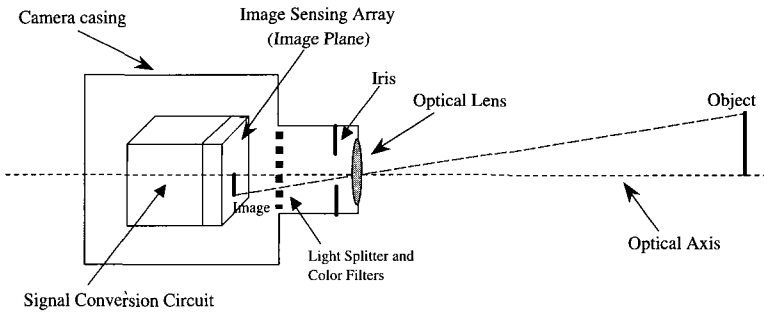 Camera casing
Image Sensing Array
(Image Plane)
Iris
Optical Lens
Object
Image
Optical Axis
Light Splitter and
Color Filters
Signal Conversion Circuit